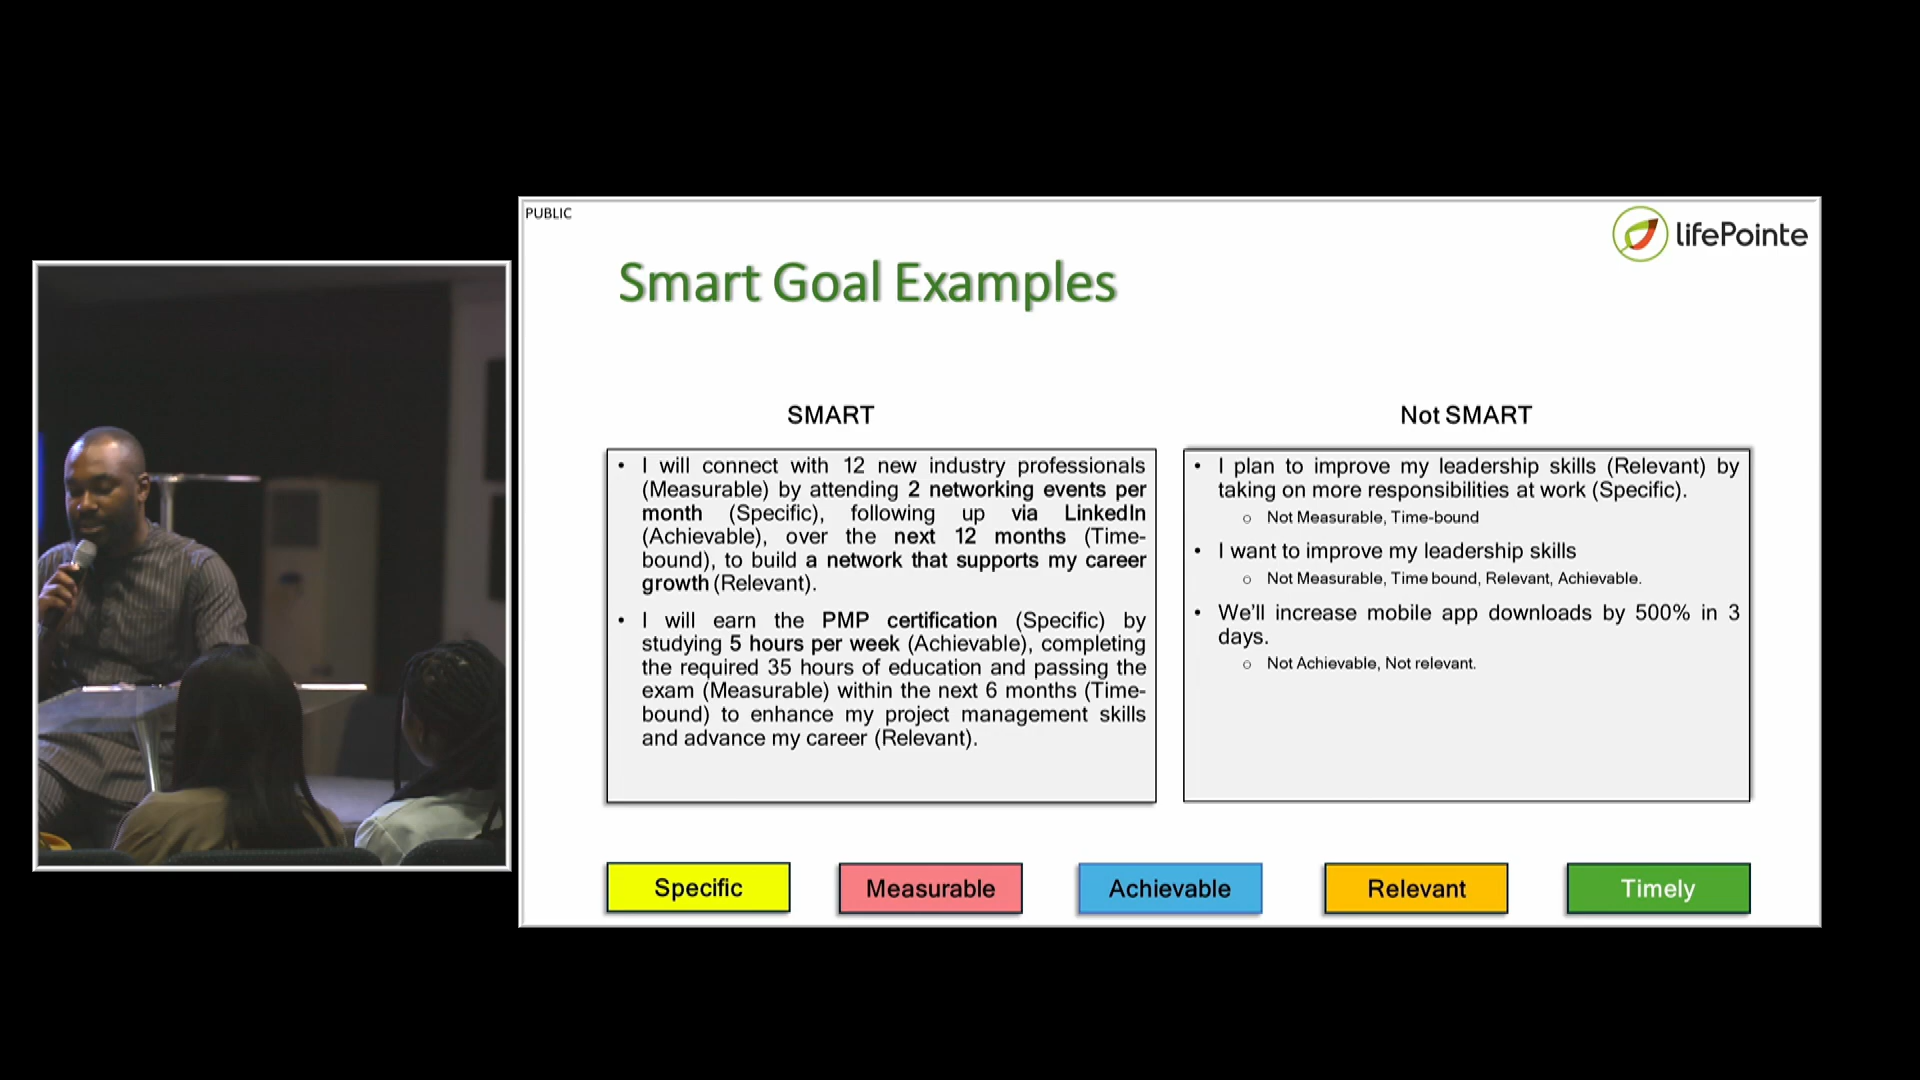 PUBLIC
lifePointe
Smart Goal Examples
SMART
• I will connect with 12 new industry professionals
(Measurable) by attending 2 networking events per
month (Specific), following up via LinkedIn
(Achievable), over the next 12 months (Time-
bound), to build a network that supports my career
growth (Relevant).
• I will earn the PMP certification (Specific) by
studying 5 hours per week (Achievable), completing
the required 35 hours of education and passing the
exam (Measurable) within the next 6 months (Time-
bound) to enhance my project management skills
and advance my career (Relevant).
Not SMART
• I plan to improve my leadership skills (Relevant) by
taking on more responsibilities at work (Specific).
○ Not Measurable, Time-bound
• I want to improve my leadership skills
○ Not Measurable, Time bound, Relevant, Achievable.
• We’ll increase mobile app downloads by 500% in 3
days.
○ Not Achievable, Not relevant.
Specific
Measurable
Achievable
Relevant
Timely